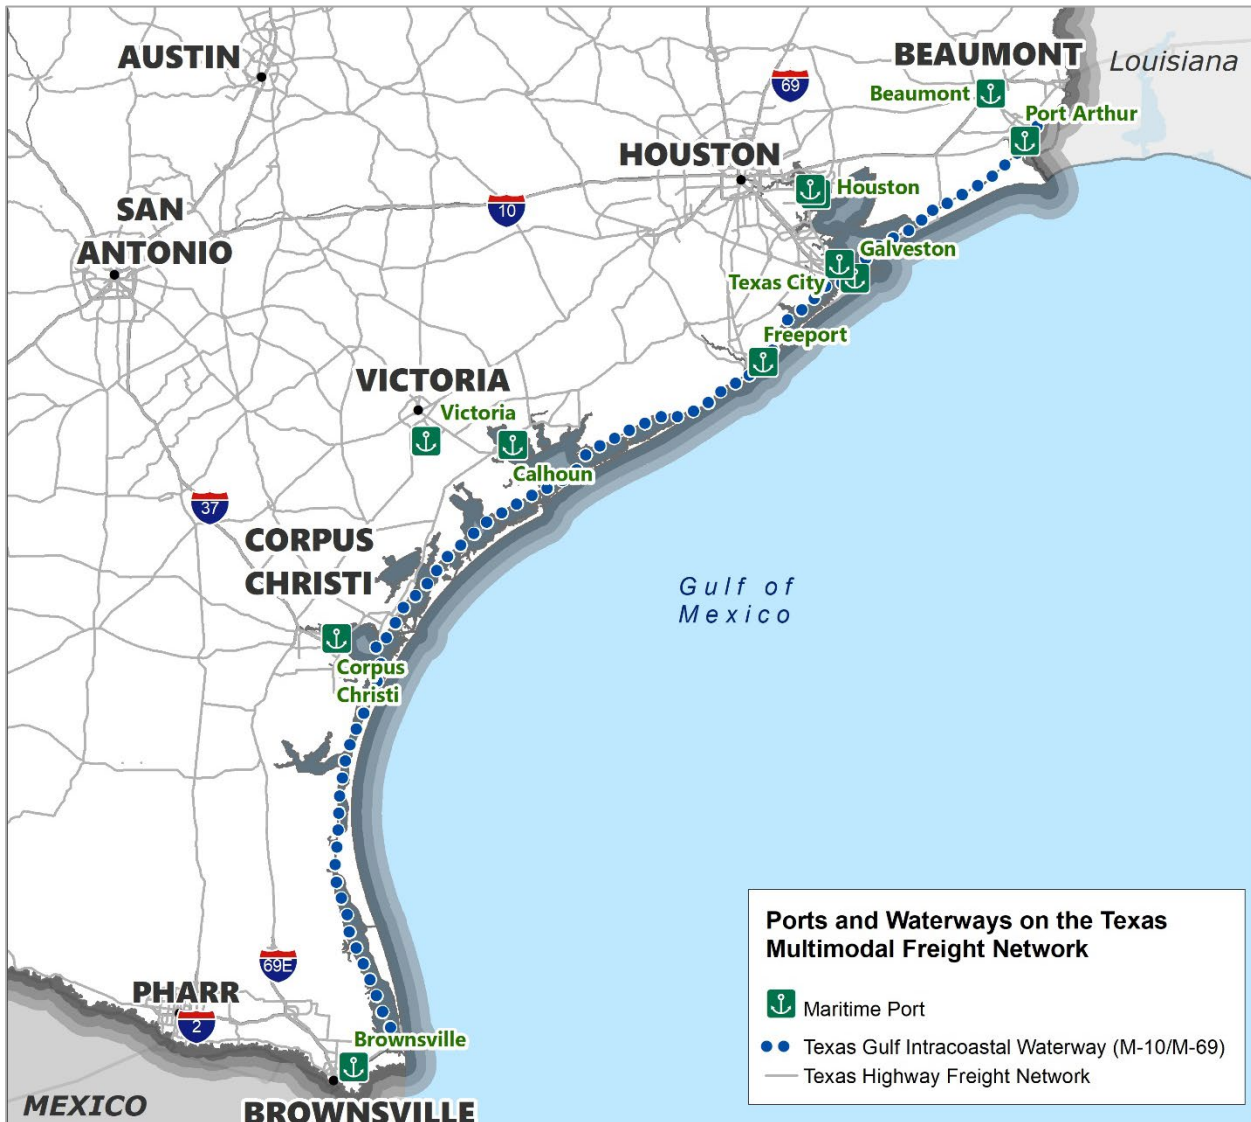 AUSTIN
69
BEAUMONT
Louisiana
Beaumont
Port Arthur
HOUSTON
Houston
10
SAN
ANTONIO
Galveston
Texas City
Freeport
VICTORIA
Victoria
Calhoun
37
CORPUS
CHRISTI
Gulf of
Mexico
Corpus
Christi
69E
PHARR
2
Brownsville
BROWNSVILLE
MEXICO
Ports and Waterways on the Texas
Multimodal Freight Network
Maritime Port
Texas Gulf Intracoastal Waterway (M-10/M-69)
Texas Highway Freight Network